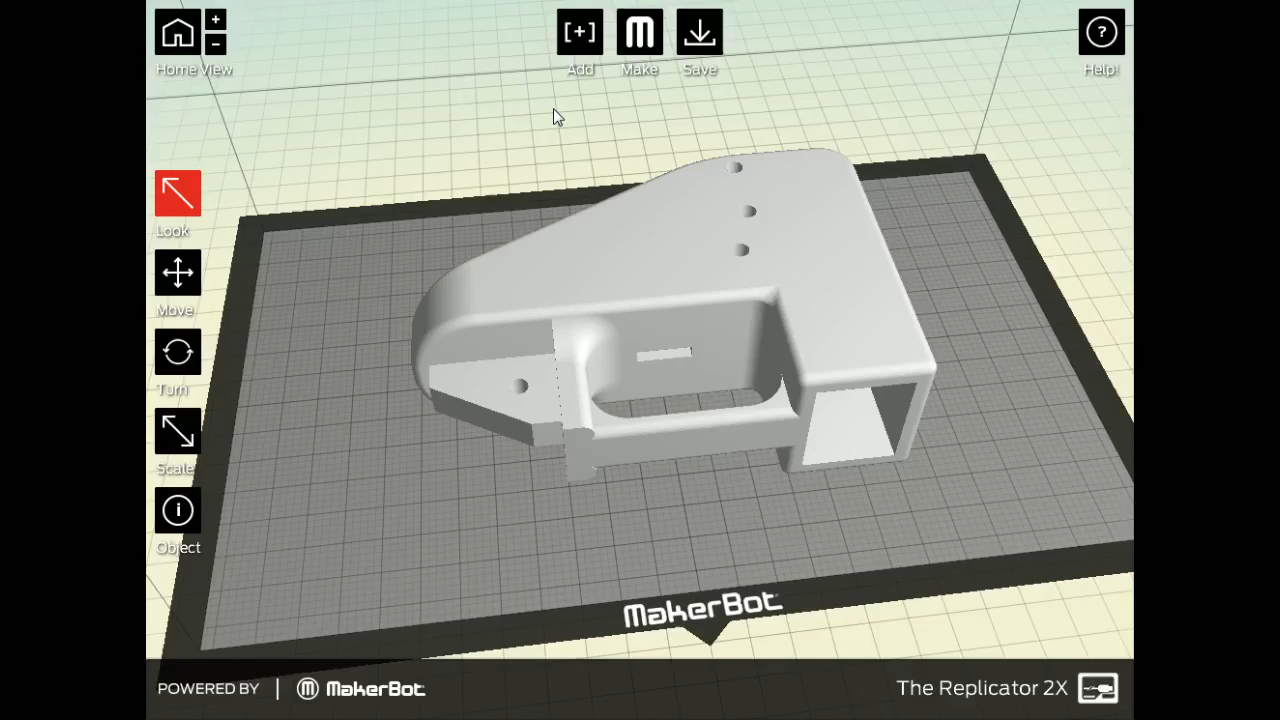 Home View
+
-
[+]
Add
Make
Save
?
Help!
Look
Move
Turn
Scale
i
Object
MakerBot
POWERED BY | M MakerBot
The Replicator 2X